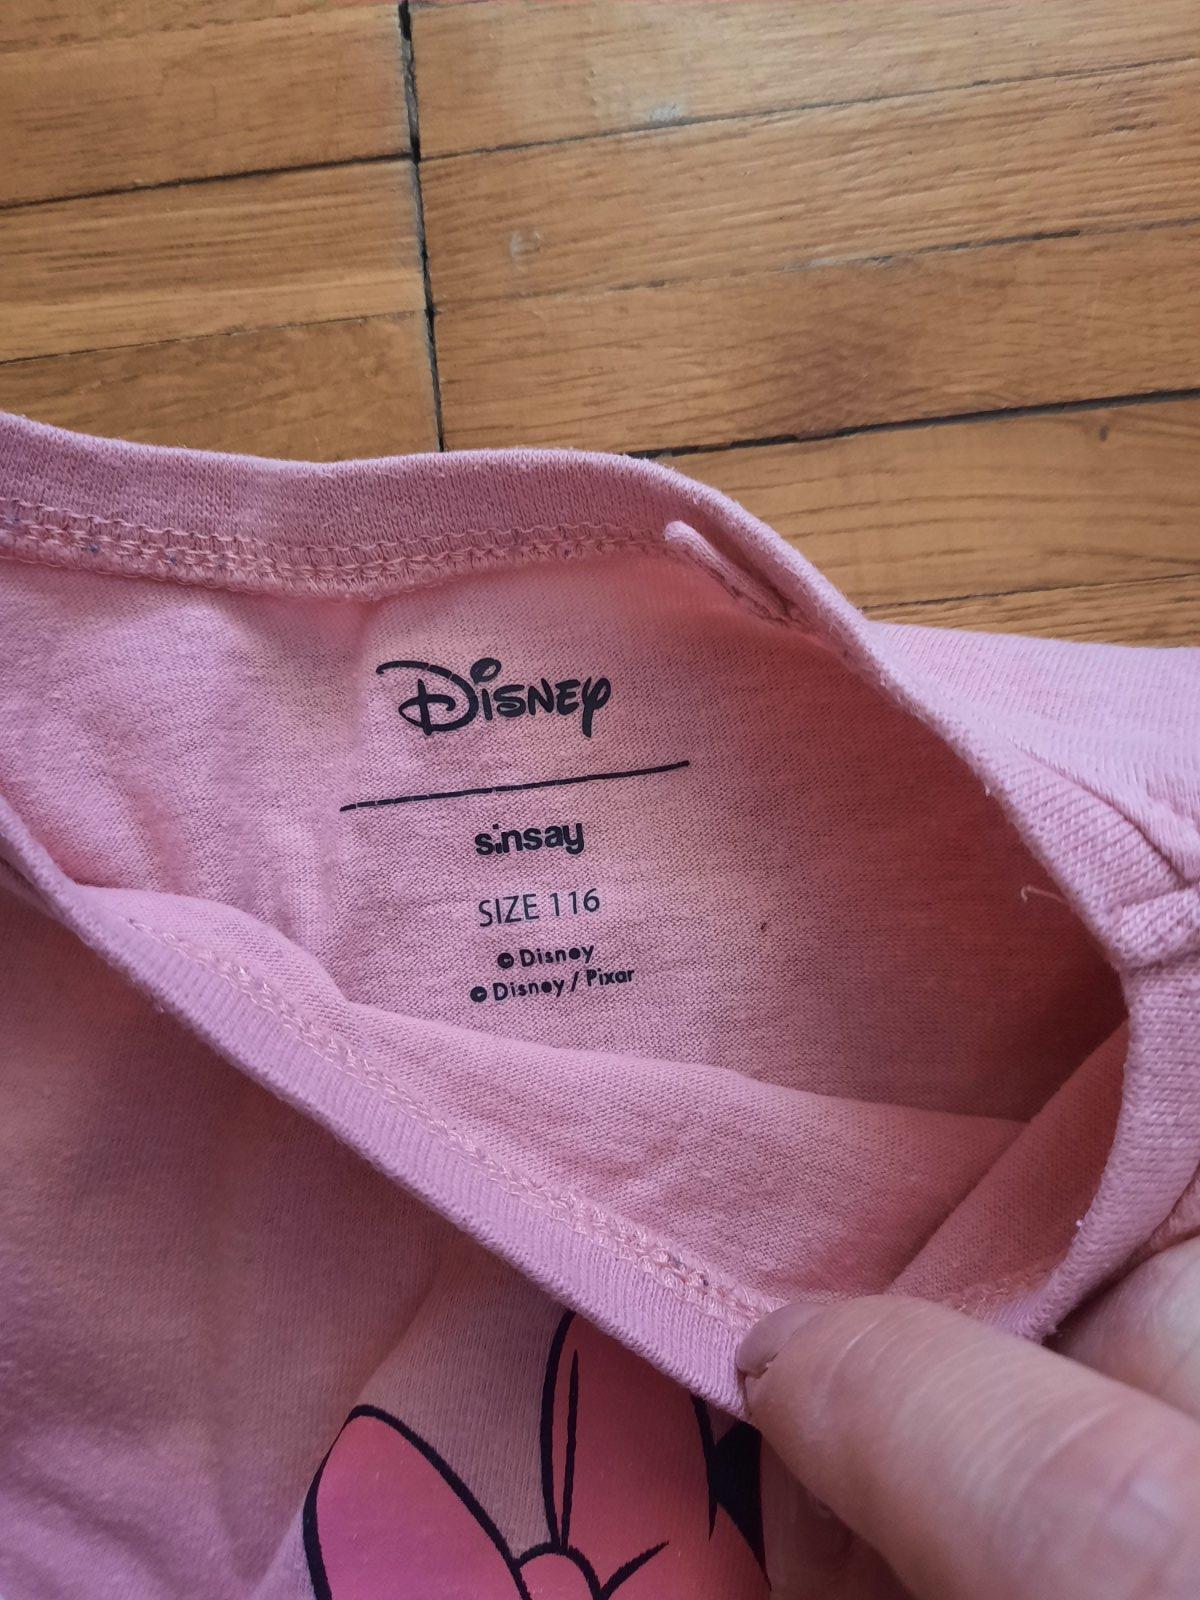 Disney
sinsay
SIZE 116
© Disney
© Disney / Pixar